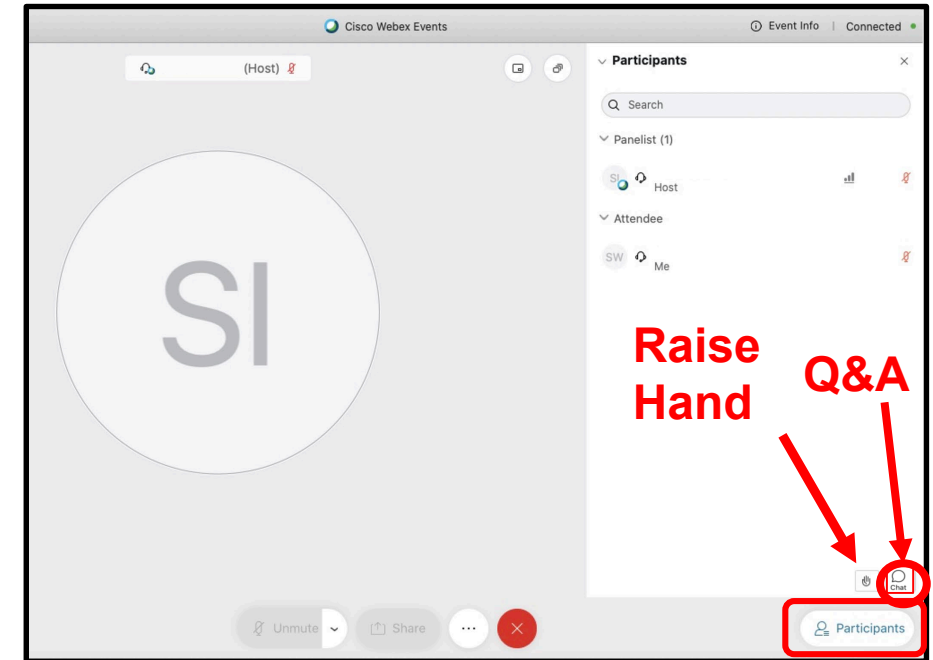 Cisco Webex Events
Event Info | Connected
(Host)
Participants
Search
Panelist (1)
SI
Host
Attendee
SW
Me
SI
Raise
Hand
Q&A
Chat
Unmute
Share
Participants